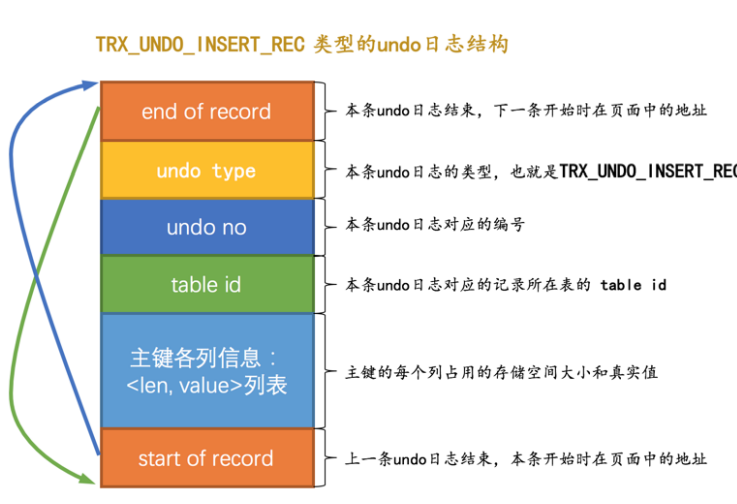 TRX_UNDO_INSERT_REC 类型的undo日志结构
end of record
本条undo日志结束，下一条开始时在页面中的地址
undo type
本条undo日志的类型，也就是TRX_UNDO_INSERT_REC
undo no
本条undo日志对应的编号
table id
本条undo日志对应的记录所在表的 table id
主键各列信息：
<len, value>列表
主键的每个列占用的存储空间大小和真实值
start of record
上一条undo日志结束，本条开始时在页面中的地址